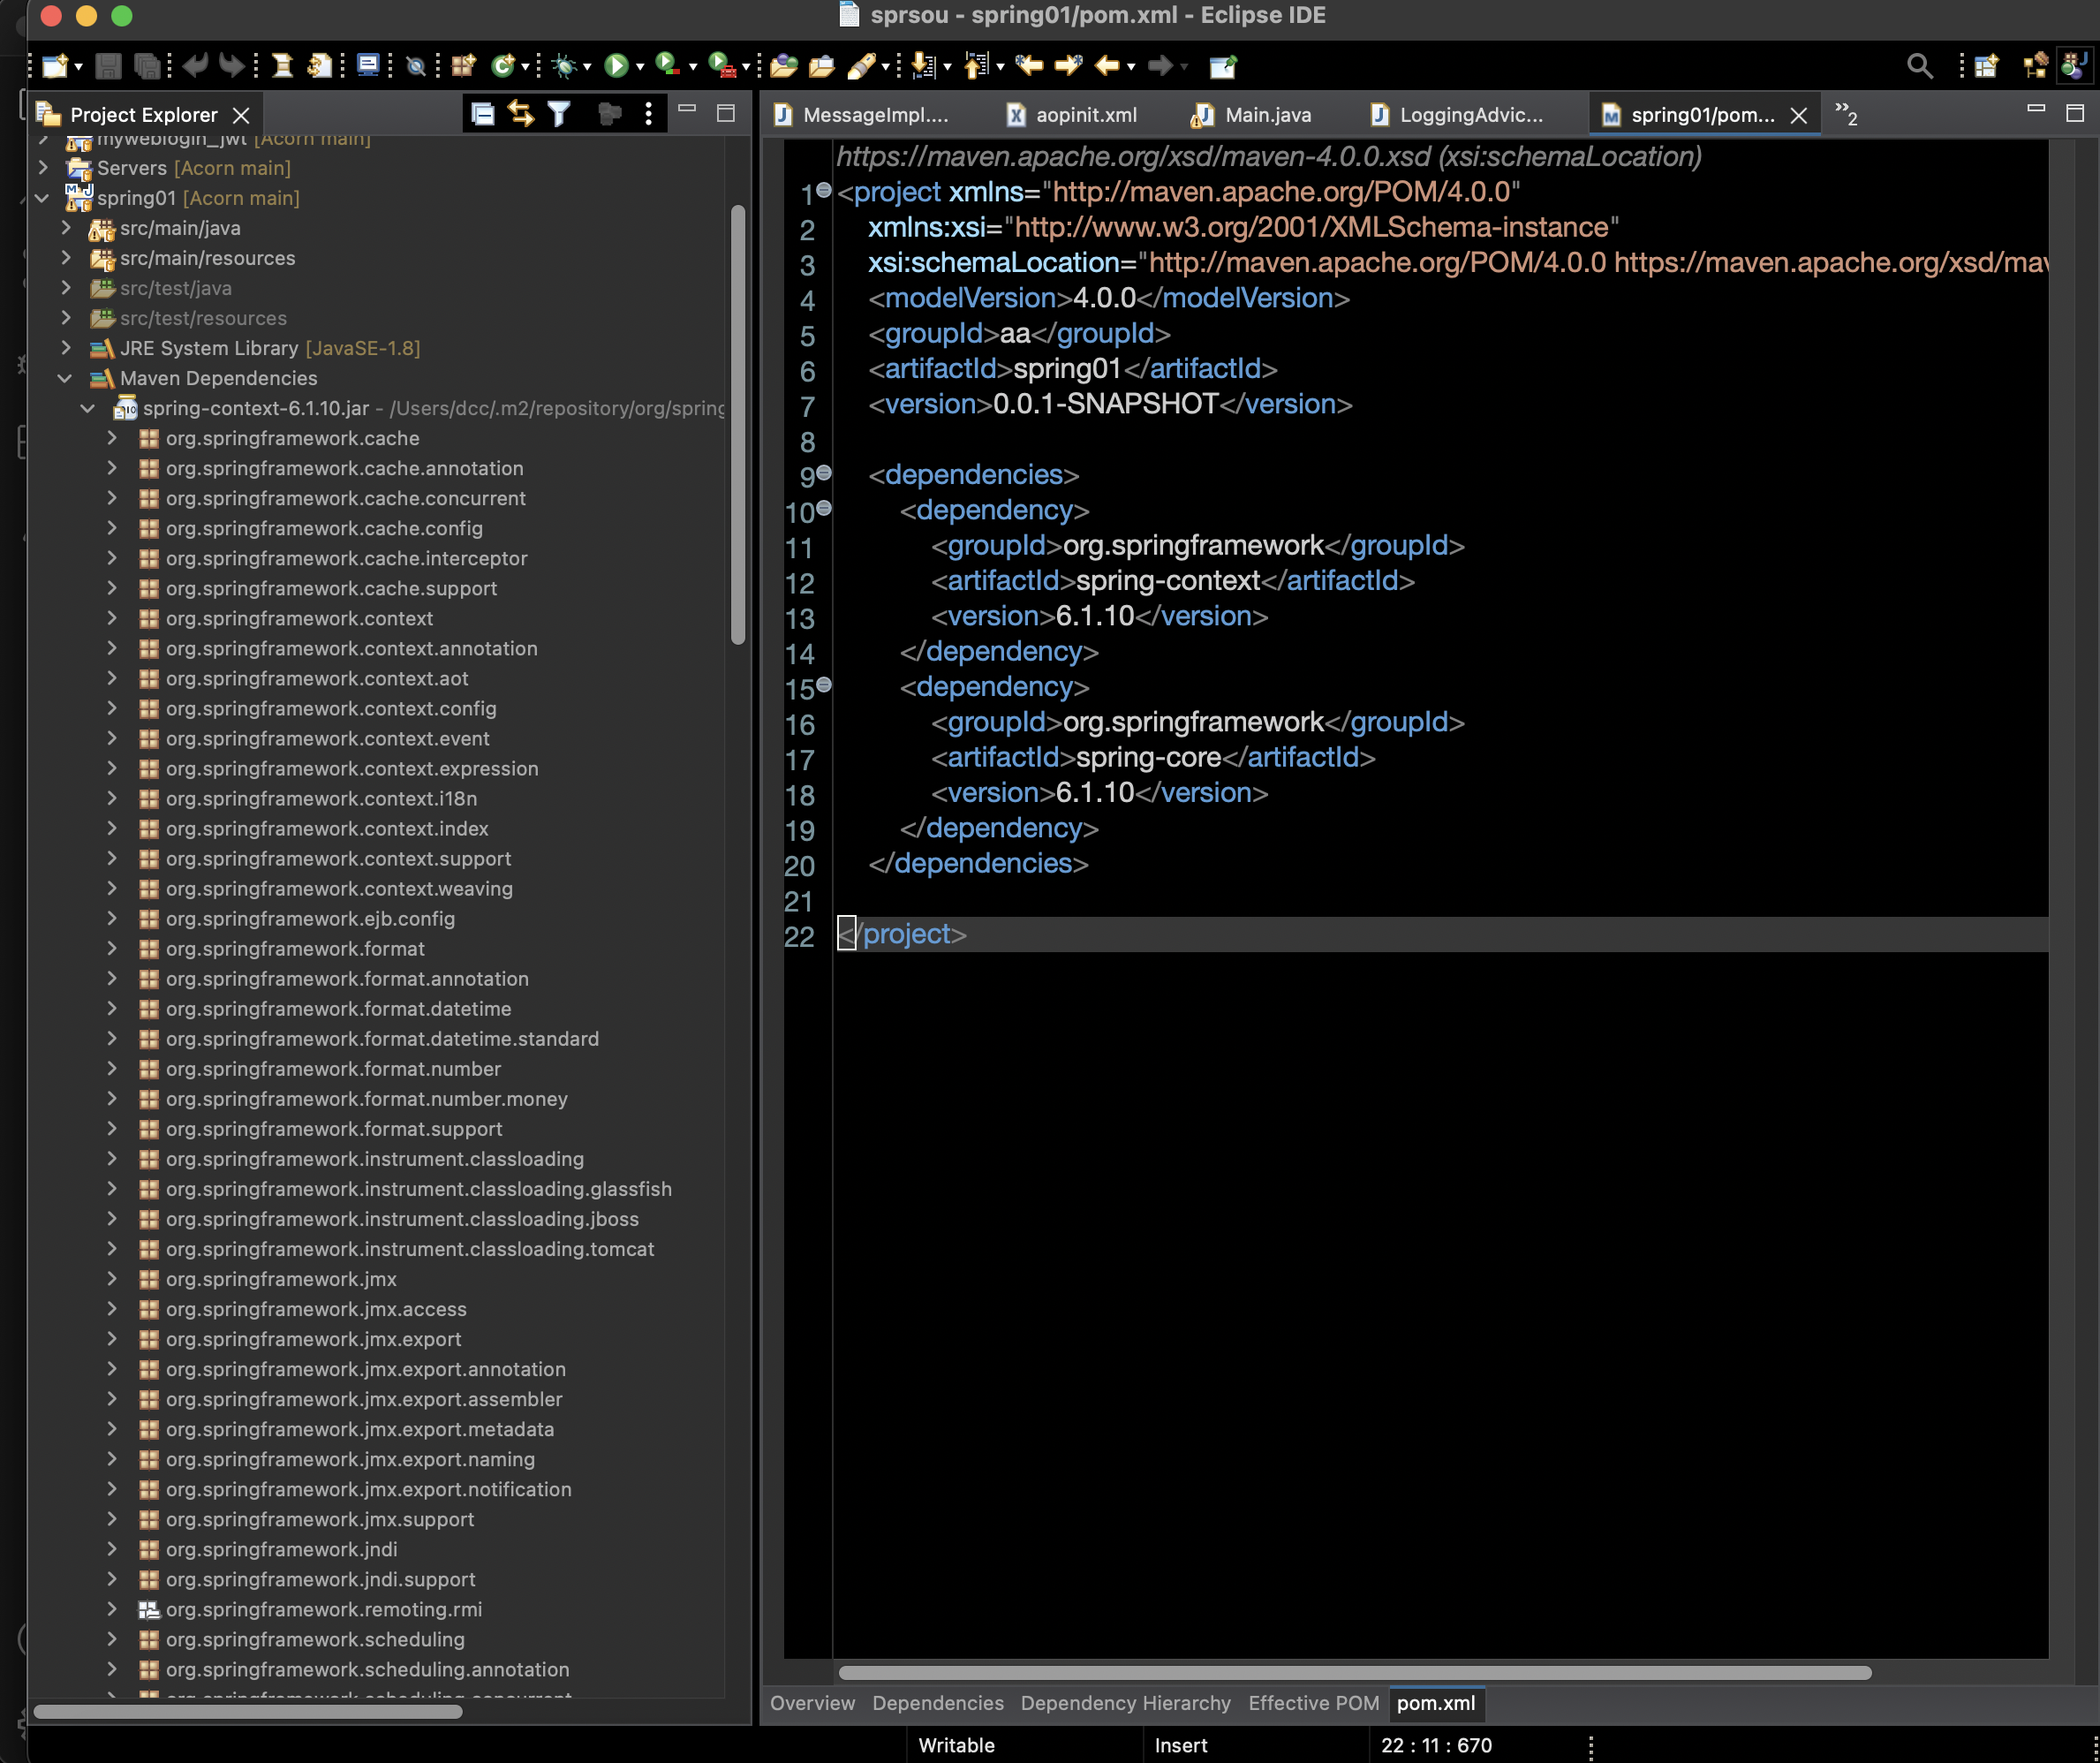 sprsou - spring01/pom.xml - Eclipse IDE
Project Explorer
MessageImpl....
aopinit.xml
Main.java
LoggingAdvic...
spring01/pom...
2
myweblogin_jwt [Acorn main]
Servers [Acorn main]
spring01 [Acorn main]
src/main/java
src/main/resources
src/test/java
src/test/resources
JRE System Library [JavaSE-1.8]
Maven Dependencies
spring-context-6.1.10.jar - /Users/dcc/.m2/repository/org/spring
org.springframework.cache
org.springframework.cache.annotation
org.springframework.cache.concurrent
org.springframework.cache.config
org.springframework.cache.interceptor
org.springframework.cache.support
org.springframework.context
org.springframework.context.annotation
org.springframework.context.aot
org.springframework.context.config
org.springframework.context.event
org.springframework.context.expression
org.springframework.context.i18n
org.springframework.context.index
org.springframework.context.support
org.springframework.context.weaving
org.springframework.ejb.config
org.springframework.format
org.springframework.format.annotation
org.springframework.format.datetime
org.springframework.format.datetime.standard
org.springframework.format.number
org.springframework.format.number.money
org.springframework.format.support
org.springframework.instrument.classloading
org.springframework.instrument.classloading.glassfish
org.springframework.instrument.classloading.jboss
org.springframework.instrument.classloading.tomcat
org.springframework.jmx
org.springframework.jmx.access
org.springframework.jmx.export
org.springframework.jmx.export.annotation
org.springframework.jmx.export.assembler
org.springframework.jmx.export.metadata
org.springframework.jmx.export.naming
org.springframework.jmx.export.notification
org.springframework.jmx.support
org.springframework.jndi
org.springframework.jndi.support
org.springframework.remoting.rmi
org.springframework.scheduling
org.springframework.scheduling.annotation
org.springframework.scheduling.concurrent
https://maven.apache.org/xsd/maven-4.0.0.xsd (xsi:schemaLocation)
1 <project xmlns="http://maven.apache.org/POM/4.0.0"
2 xmlns:xsi="http://www.w3.org/2001/XMLSchema-instance"
3 xsi:schemaLocation="http://maven.apache.org/POM/4.0.0 https://maven.apache.org/xsd/mav
4 <modelVersion>4.0.0</modelVersion>
5 <groupId>aa</groupId>
6 <artifactId>spring01</artifactId>
7 <version>0.0.1-SNAPSHOT</version>
8
9 <dependencies>
10 <dependency>
11 <groupId>org.springframework</groupId>
12 <artifactId>spring-context</artifactId>
13 <version>6.1.10</version>
14 </dependency>
15 <dependency>
16 <groupId>org.springframework</groupId>
17 <artifactId>spring-core</artifactId>
18 <version>6.1.10</version>
19 </dependency>
20 </dependencies>
21
22 </project>
Overview Dependencies Dependency Hierarchy Effective POM pom.xml
Writable Insert 22 : 11 : 670